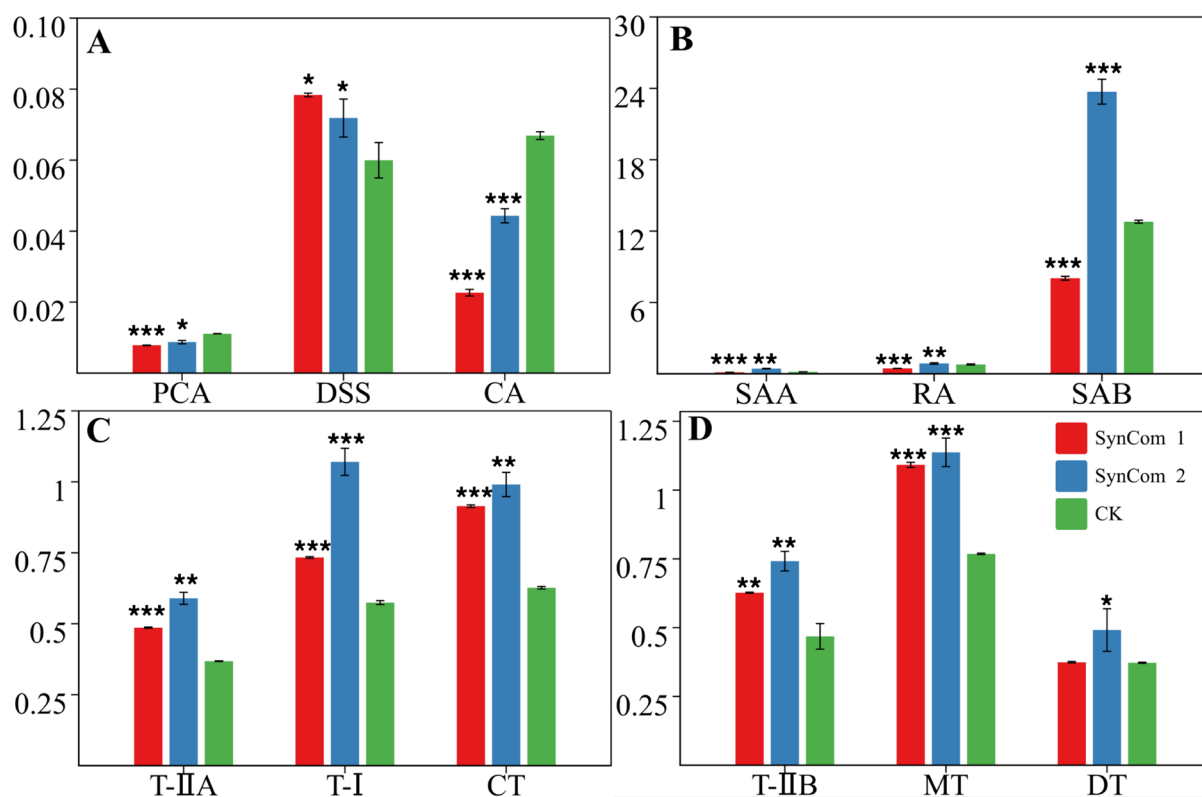 A
0.10
0.08
0.06
0.04
0.02
*** * * * *** ***
PCA DSS CA
B
30
24
18
12
6
*** ** *** ** *** ***
SAA RA SAB
C
1.25
1
0.75
0.5
0.25
*** ** *** *** *** **
T-ⅡA T-Ⅰ CT
D
1.25
1
0.75
0.5
0.25
** ** *** *** *
T-ⅡB MT DT
SynCom 1
SynCom 2
CK